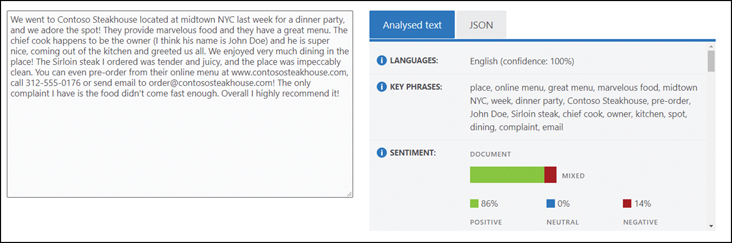 We went to Contoso Steakhouse located at midtown NYC last week for a dinner party,
and we adore the spot! They provide marvelous food and they have a great menu. The
chief cook happens to be the owner (I think his name is John Doe) and he is super
nice, coming out of the kitchen and greeted us all. We enjoyed very much dining in the
place! The Sirloin steak I ordered was tender and juicy, and the place was impeccably
clean. You can even pre-order from their online menu at www.contososteakhouse.com,
call 312-555-0176 or send email to order@contososteakhouse.com! The only
complaint I have is the food didn't come fast enough. Overall I highly recommend it!
Analysed text
JSON
LANGUAGES:
English (confidence: 100%)
KEY PHRASES:
place, online menu, great menu, marvelous food, midtown
NYC, week, dinner party, Contoso Steakhouse, pre-order,
John Doe, Sirloin steak, chief cook, owner, kitchen, spot,
dining, complaint, email
SENTIMENT:
DOCUMENT
MIXED
86%
0%
14%
POSITIVE
NEUTRAL
NEGATIVE